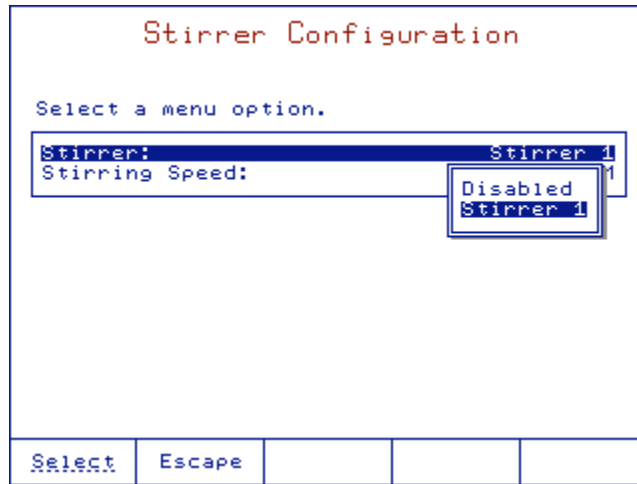 Stirrer Configuration
Select a menu option.
Stirrer: Stirrer 1
Stirring Speed:
Disabled
Stirrer 1
Select Escape